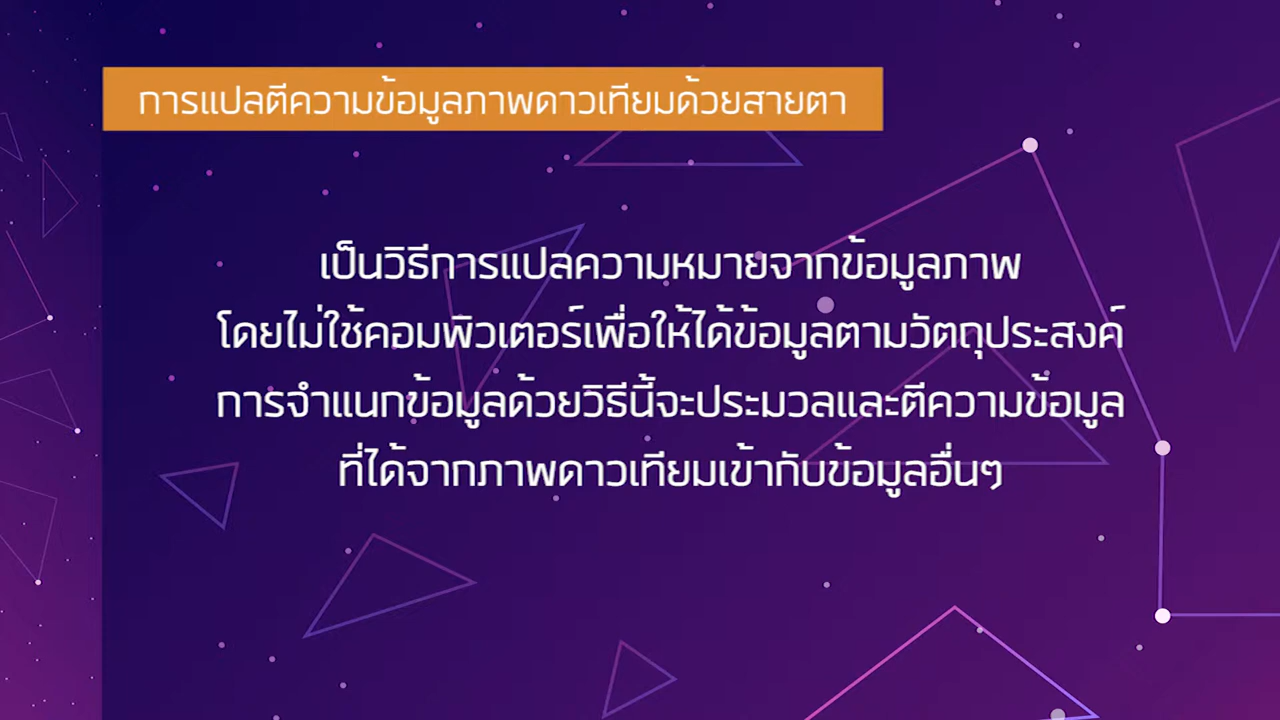 การแปลตีความข้อมูลภาพดาวเทียมด้วยสายตา
เป็นวิธีการแปลความหมายจากข้อมูลภาพ
โดยไม่ใช้คอมพิวเตอร์เพื่อให้ได้ข้อมูลตามวัตถุประสงค์
การจำแนกข้อมูลด้วยวิธีนี้จะประมวลและตีความข้อมูล
ที่ได้จากภาพดาวเทียมเข้ากับข้อมูลอื่นๆ